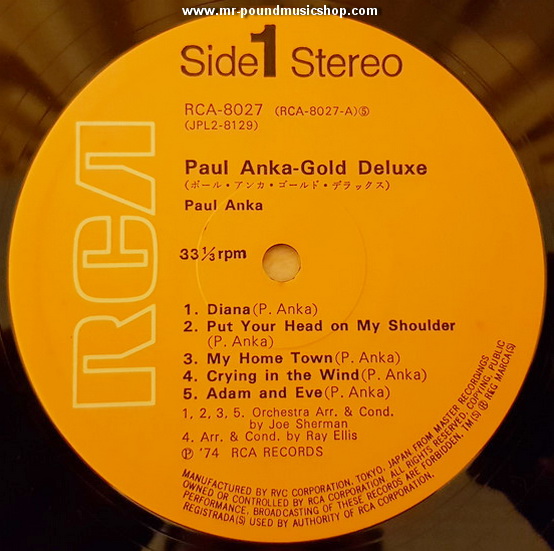 www.mr-poundmusicshop.com
Side 1 Stereo
RCA-8027 (RCA-8027-A)⑤
(JPL2-8129)
Paul Anka-Gold Deluxe
(ポール・アンカ・ゴールド・デラックス)
Paul Anka
33⅓rpm
RCA
1. Diana(P. Anka)
2. Put Your Head on My Shoulder
(P. Anka)
3. My Home Town(P. Anka)
4. Crying in the Wind(P. Anka)
5. Adam and Eve(P. Anka)
1, 2, 3, 5. Orchestra Arr. & Cond.
by Joe Sherman
4. Arr. & Cond. by Ray Ellis
Ⓟ '74 RCA RECORDS
MANUFACTURED BY RVC CORPORATION, TOKYO, JAPAN FROM MASTER RECORDINGS
OWNED OR CONTROLLED BY RCA CORPORATION. ALL RIGHTS RESERVED. COPYING, PUBLIC
PERFORMANCE, BROADCASTING OF THESE RECORDS ARE FORBIDDEN. TM(S) ® R&G MARCA(S)
REGISTRADA(S) USED BY AUTHORITY OF RCA CORPORATION.